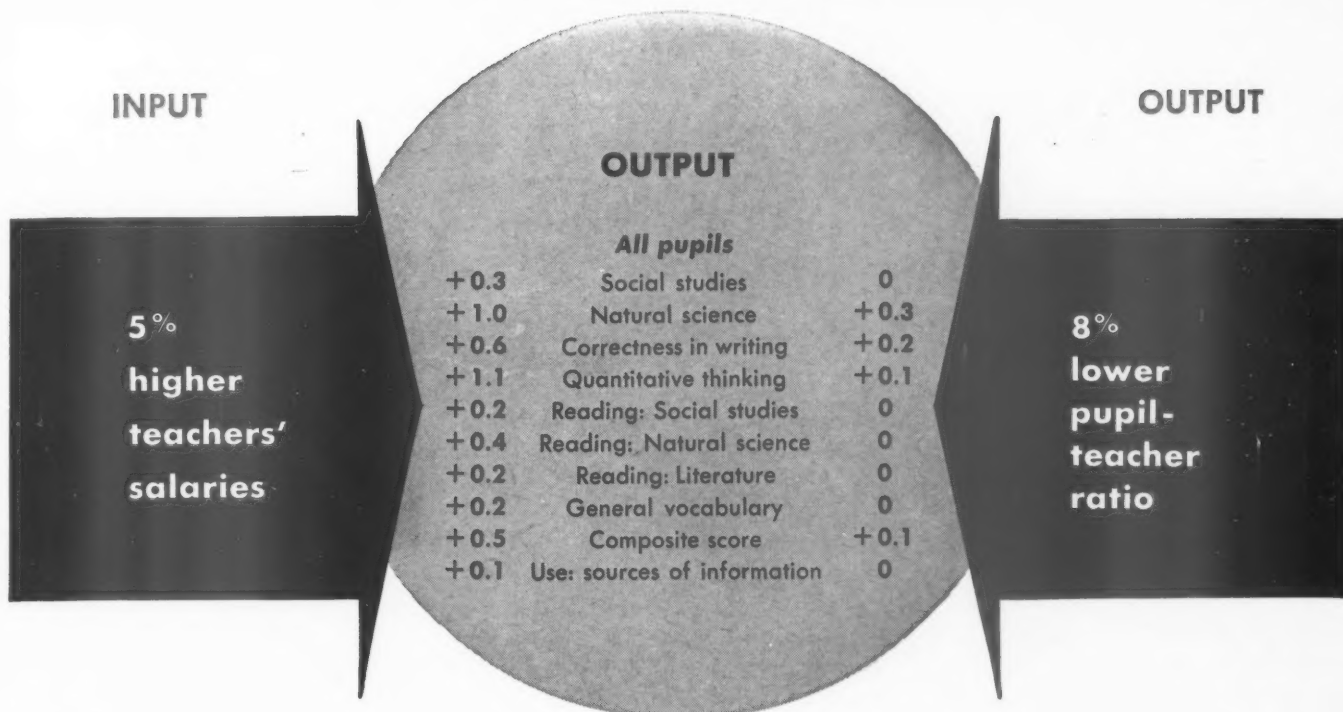 INPUT
OUTPUT
OUTPUT
All pupils
+0.3 Social studies 0
+1.0 Natural science +0.3
+0.6 Correctness in writing +0.2
+1.1 Quantitative thinking +0.1
+0.2 Reading: Social studies 0
+0.4 Reading: Natural science 0
+0.2 Reading: Literature 0
+0.2 General vocabulary 0
+0.5 Composite score +0.1
+0.1 Use: sources of information 0
5%
higher
teachers'
salaries
8%
lower
pupil-
teacher
ratio